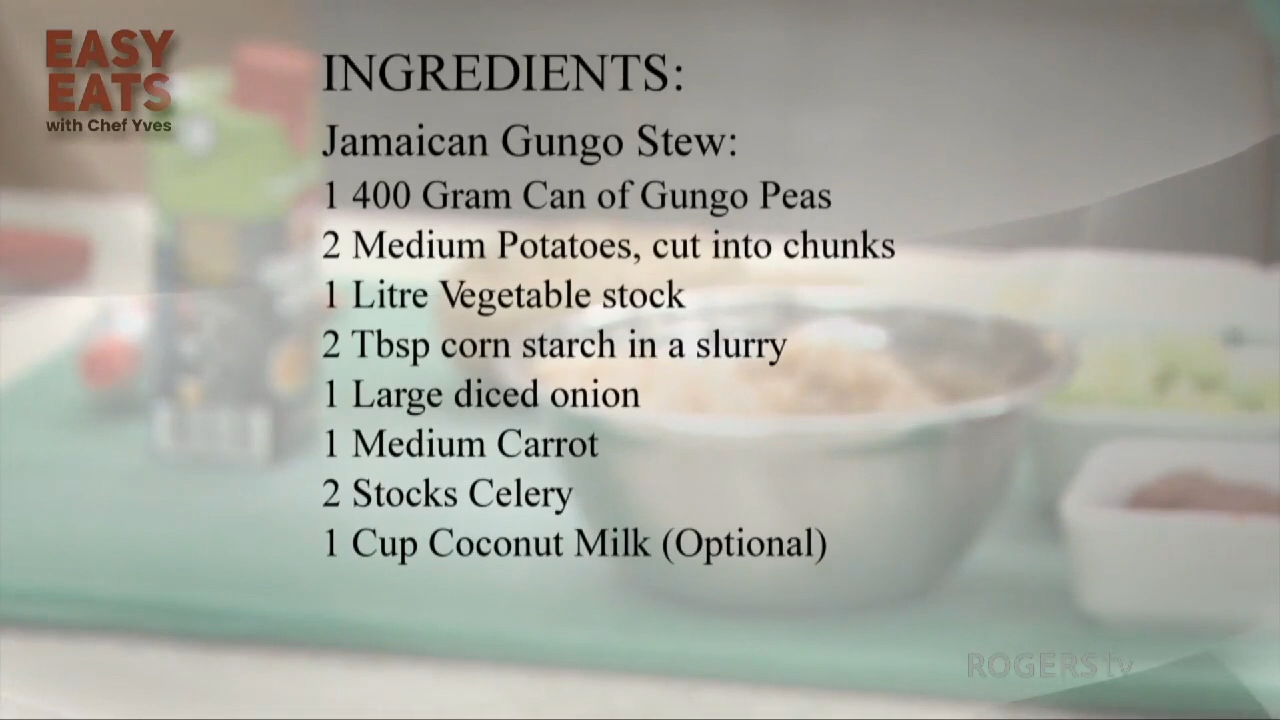 EASY
EATS
with Chef Yves
INGREDIENTS:
Jamaican Gungo Stew:
1 400 Gram Can of Gungo Peas
2 Medium Potatoes, cut into chunks
1 Litre Vegetable stock
2 Tbsp corn starch in a slurry
1 Large diced onion
1 Medium Carrot
2 Stocks Celery
1 Cup Coconut Milk (Optional)
ROGERS tv